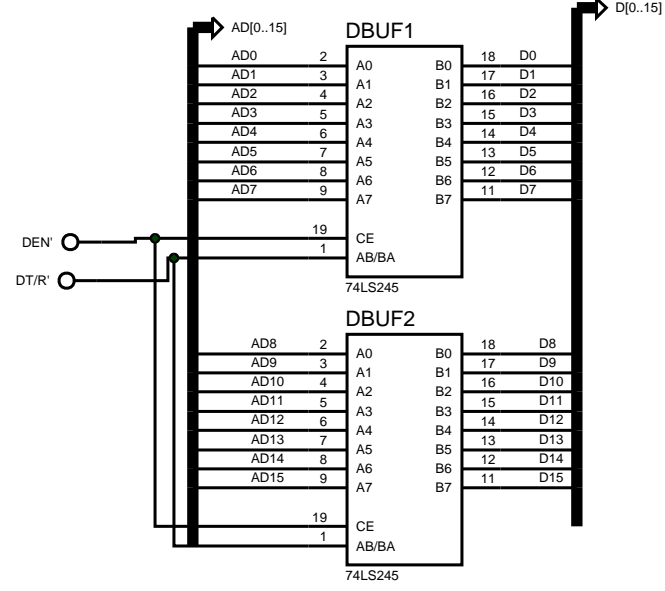 D[0..15]
AD[0..15]
DBUF1
AD0 2 A0 B0 18 D0
AD1 3 A1 B1 17 D1
AD2 4 A2 B2 16 D2
AD3 5 A3 B3 15 D3
AD4 6 A4 B4 14 D4
AD5 7 A5 B5 13 D5
AD6 8 A6 B6 12 D6
AD7 9 A7 B7 11 D7
DEN' 19 CE
DT/R' 1 AB/BA
74LS245
DBUF2
AD8 2 A0 B0 18 D8
AD9 3 A1 B1 17 D9
AD10 4 A2 B2 16 D10
AD11 5 A3 B3 15 D11
AD12 6 A4 B4 14 D12
AD13 7 A5 B5 13 D13
AD14 8 A6 B6 12 D14
AD15 9 A7 B7 11 D15
19 CE
1 AB/BA
74LS245